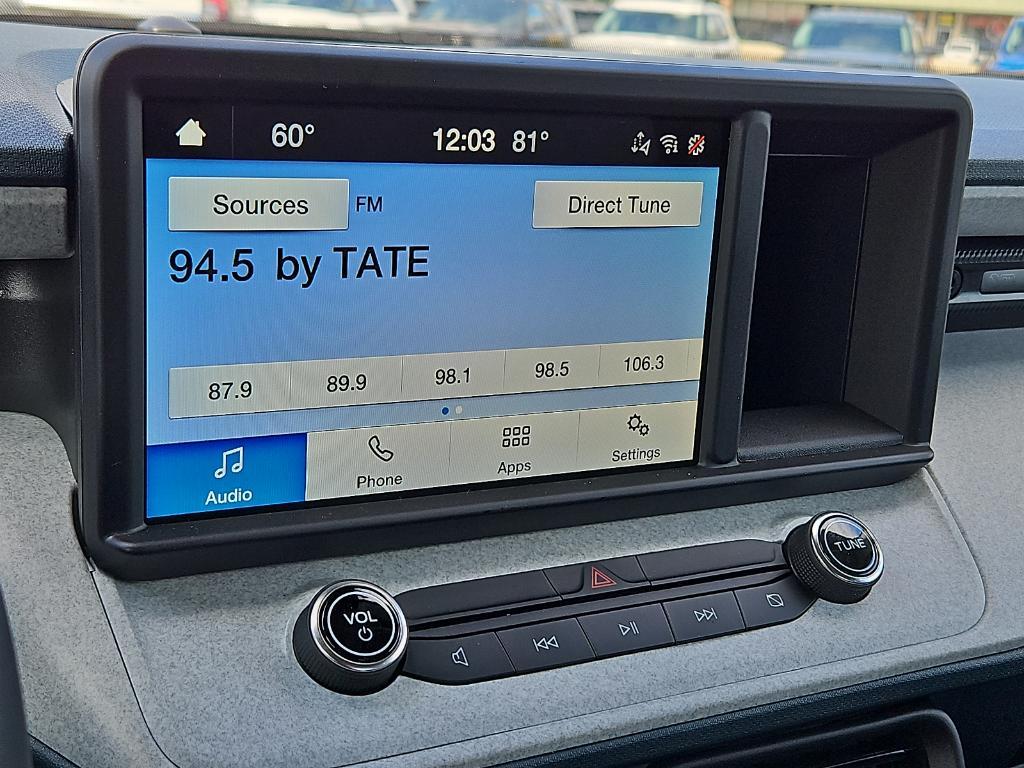 60° 12:03 81°
Sources FM Direct Tune
94.5 by TATE
87.9 89.9 98.1 98.5 106.3
Audio Phone Apps Settings
VOL TUNE